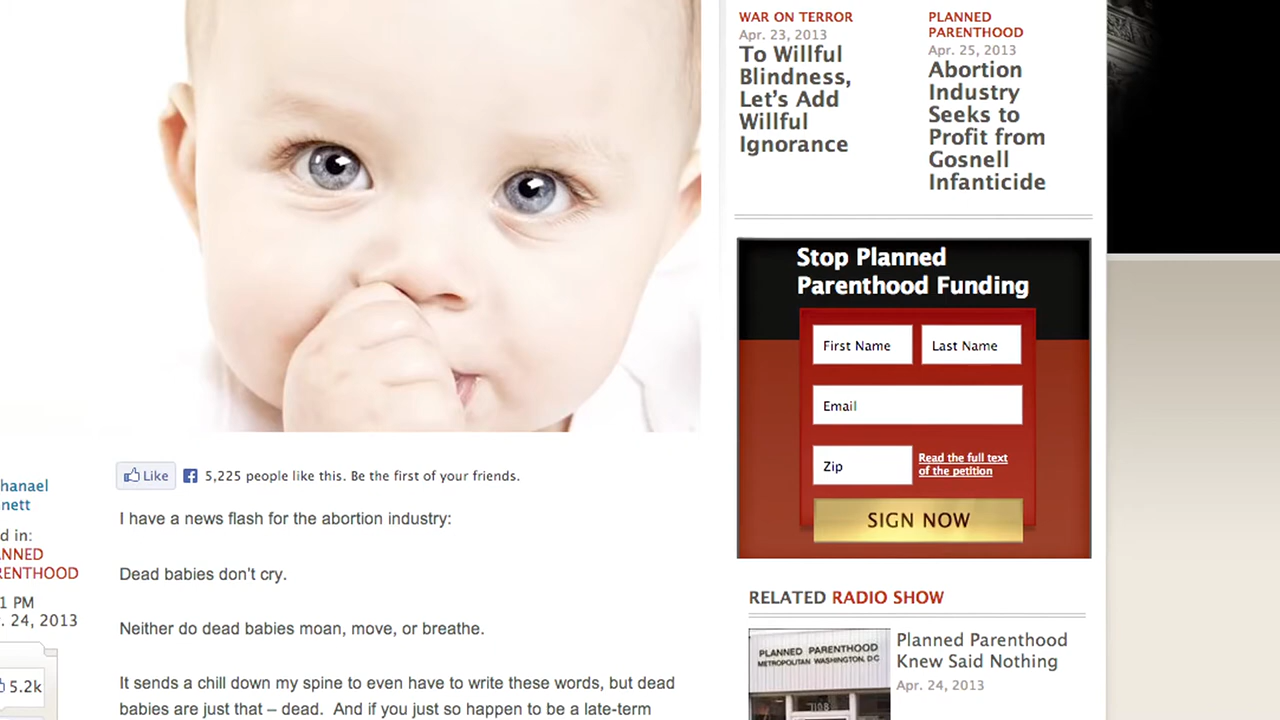 WAR ON TERROR
Apr. 23, 2013
To Willful
Blindness,
Let's Add
Willful
Ignorance
PLANNED
PARENTHOOD
Apr. 25, 2013
Abortion
Industry
Seeks to
Profit from
Gosnell
Infanticide
Stop Planned
Parenthood Funding
First Name
Last Name
Email
Zip
Read the full text
of the petition
SIGN NOW
Like
5,225 people like this. Be the first of your friends.
hanael
nett
d in:
ANNED
RENTHOOD
1 PM
. 24, 2013
5.2k
I have a news flash for the abortion industry:
Dead babies don't cry.
Neither do dead babies moan, move, or breathe.
It sends a chill down my spine to even have to write these words, but dead
babies are just that – dead. And if you just so happen to be a late-term
RELATED RADIO SHOW
PLANNED PARENTHOOD
METROPOLITAN WASHINGTON, D.C
1108
Planned Parenthood
Knew Said Nothing
Apr. 24, 2013